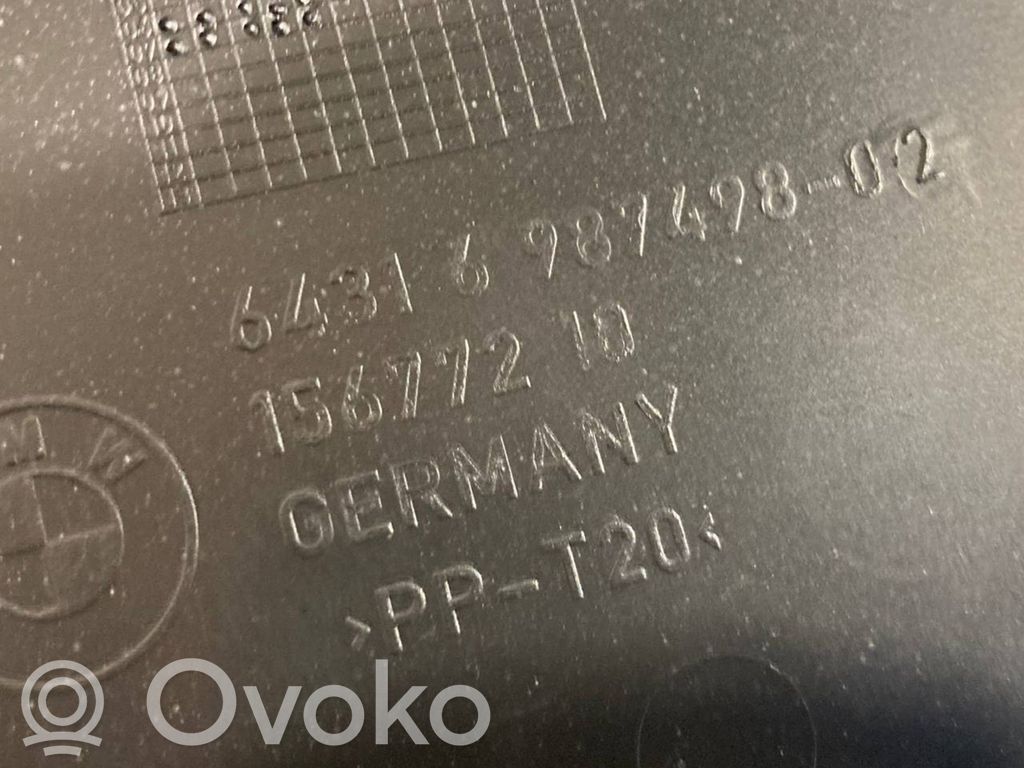 6431 6 987498-02
156772 10
GERMANY
>PP-T20<
M W
Ovoko